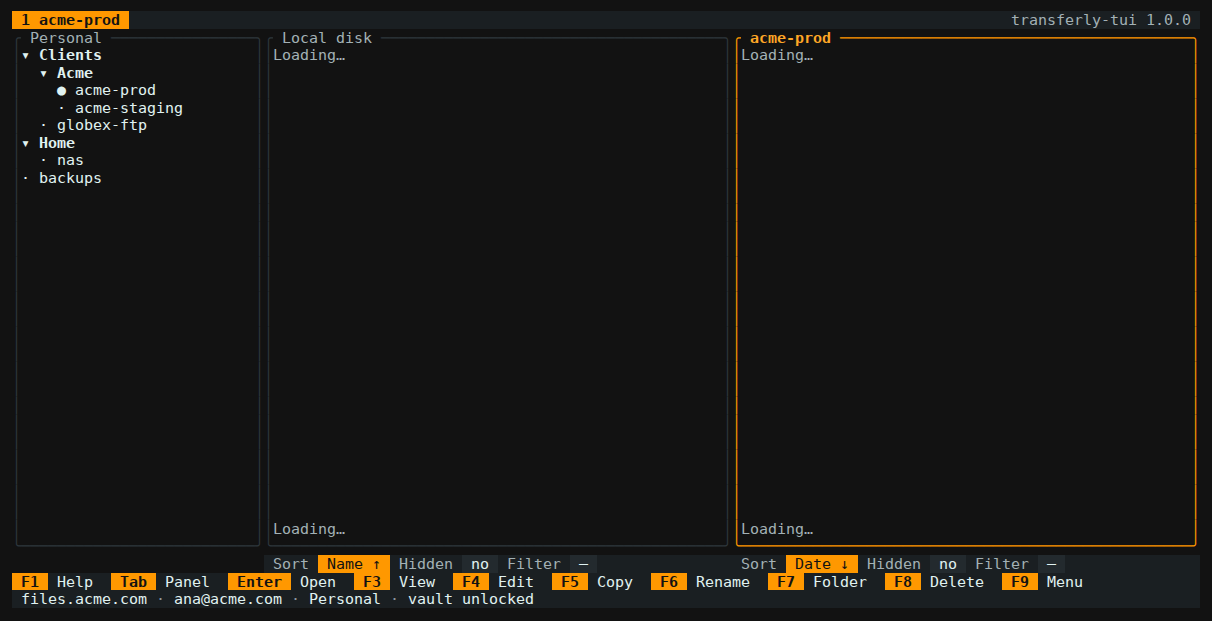 1 acme-prod transferly-tui 1.0.0
Personal Local disk acme-prod
▾ Clients Loading… Loading…
▾ Acme
● acme-prod
· acme-staging
· globex-ftp
▾ Home
· nas
· backups
Loading… Loading…
Sort Name ↑ Hidden no Filter — Sort Date ↓ Hidden no Filter —
F1 Help Tab Panel Enter Open F3 View F4 Edit F5 Copy F6 Rename F7 Folder F8 Delete F9 Menu
files.acme.com · ana@acme.com · Personal · vault unlocked